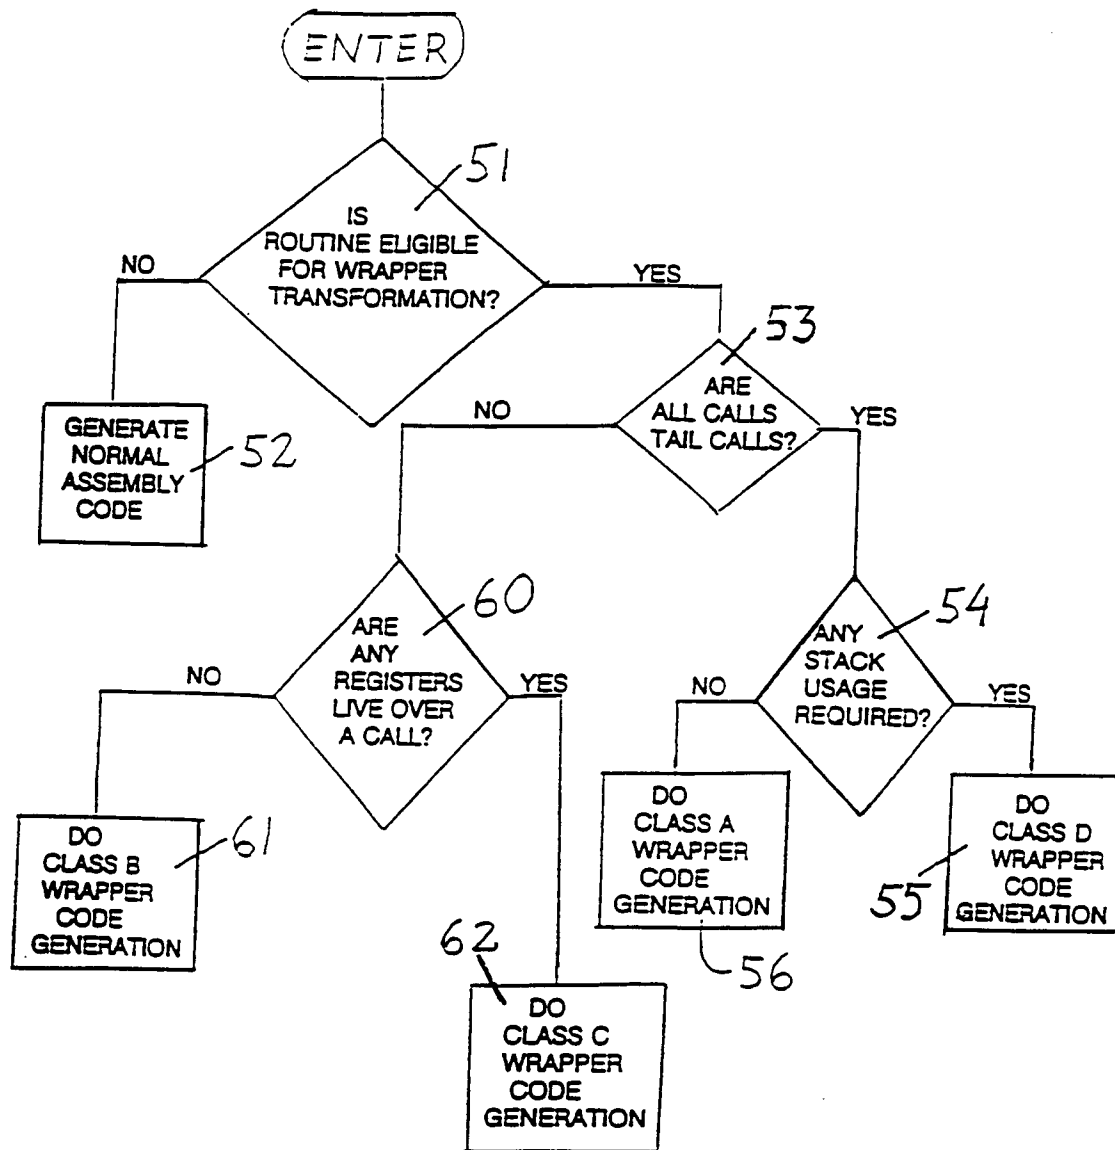 ENTER
51
IS
ROUTINE ELIGIBLE
FOR WRAPPER
TRANSFORMATION?
NO
YES
53
ARE
ALL CALLS
TAIL CALLS?
NO
YES
GENERATE
NORMAL
ASSEMBLY
CODE
52
60
ARE
ANY
REGISTERS
LIVE OVER
A CALL?
NO
YES
54
ANY
STACK
USAGE
REQUIRED?
NO
YES
DO
CLASS B
WRAPPER
CODE
GENERATION
61
DO
CLASS A
WRAPPER
CODE
GENERATION
56
DO
CLASS D
WRAPPER
CODE
GENERATION
55
62
DO
CLASS C
WRAPPER
CODE
GENERATION